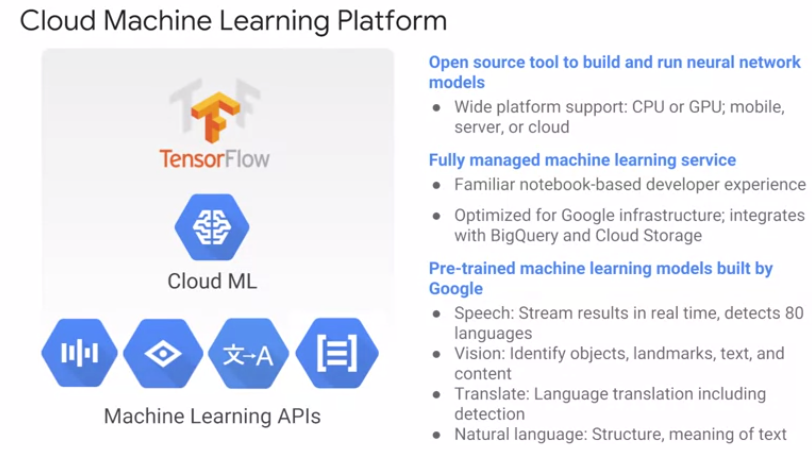 Cloud Machine Learning Platform
TensorFlow
Cloud ML
文→A
Machine Learning APIs
Open source tool to build and run neural network
models
● Wide platform support: CPU or GPU; mobile,
server, or cloud
Fully managed machine learning service
● Familiar notebook-based developer experience
● Optimized for Google infrastructure; integrates
with BigQuery and Cloud Storage
Pre-trained machine learning models built by
Google
● Speech: Stream results in real time, detects 80
languages
● Vision: Identify objects, landmarks, text, and
content
● Translate: Language translation including
detection
● Natural language: Structure, meaning of text